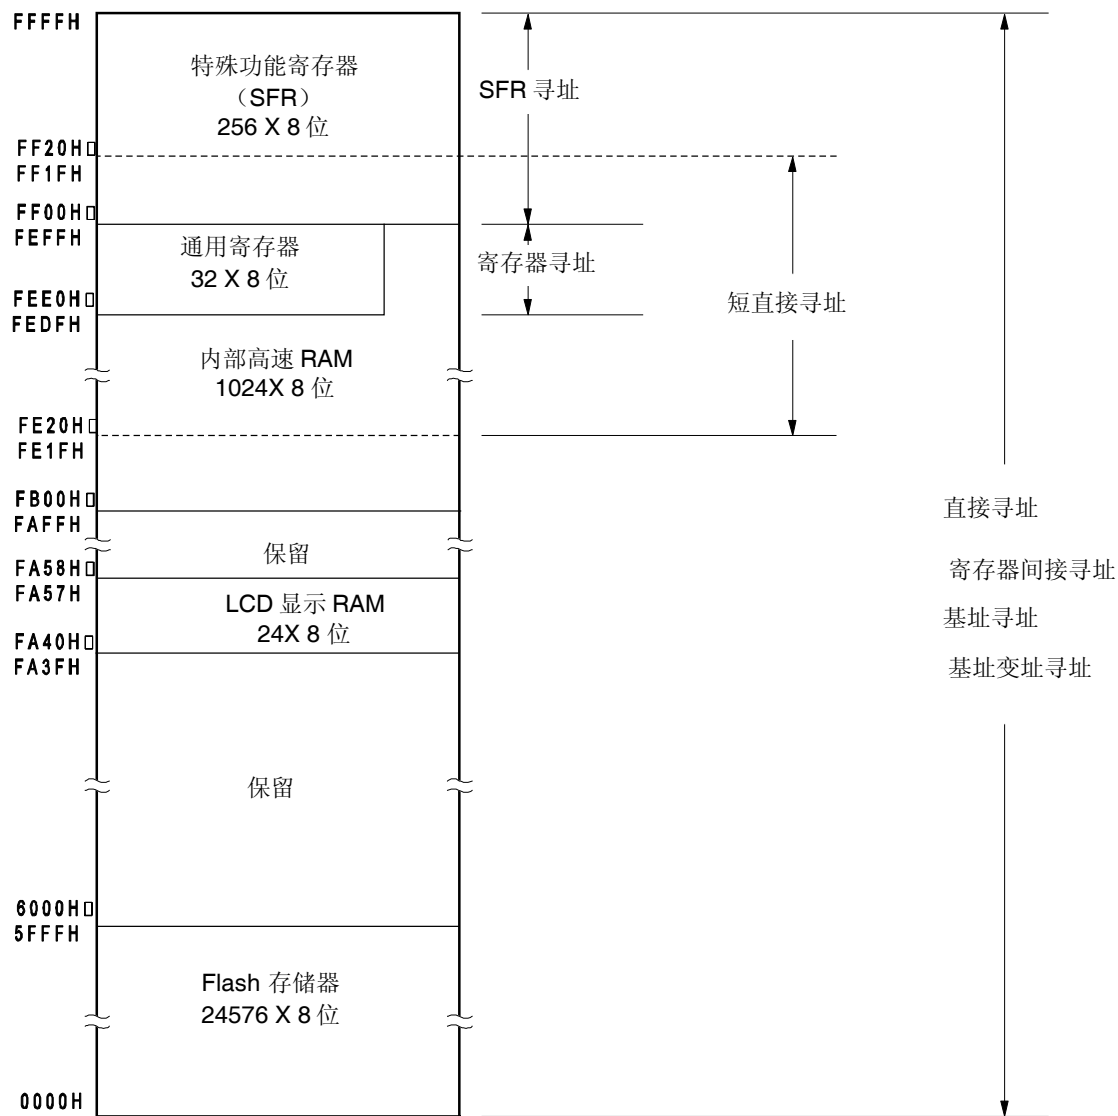 FFFFH
特殊功能寄存器
（SFR）
256 X 8 位
SFR 寻址
FF20H
FF1FH
FF00H
FEFFH
通用寄存器
32 X 8 位
寄存器寻址
FEE0H
FEDFH
短直接寻址
内部高速 RAM
1024X 8 位
FE20H
FE1FH
FB00H
FAFFH
直接寻址
保留
FA58H
FA57H
寄存器间接寻址
LCD 显示 RAM
24X 8 位
基址寻址
FA40H
FA3FH
基址变址寻址
保留
6000H
5FFFH
Flash 存储器
24576 X 8 位
0000H